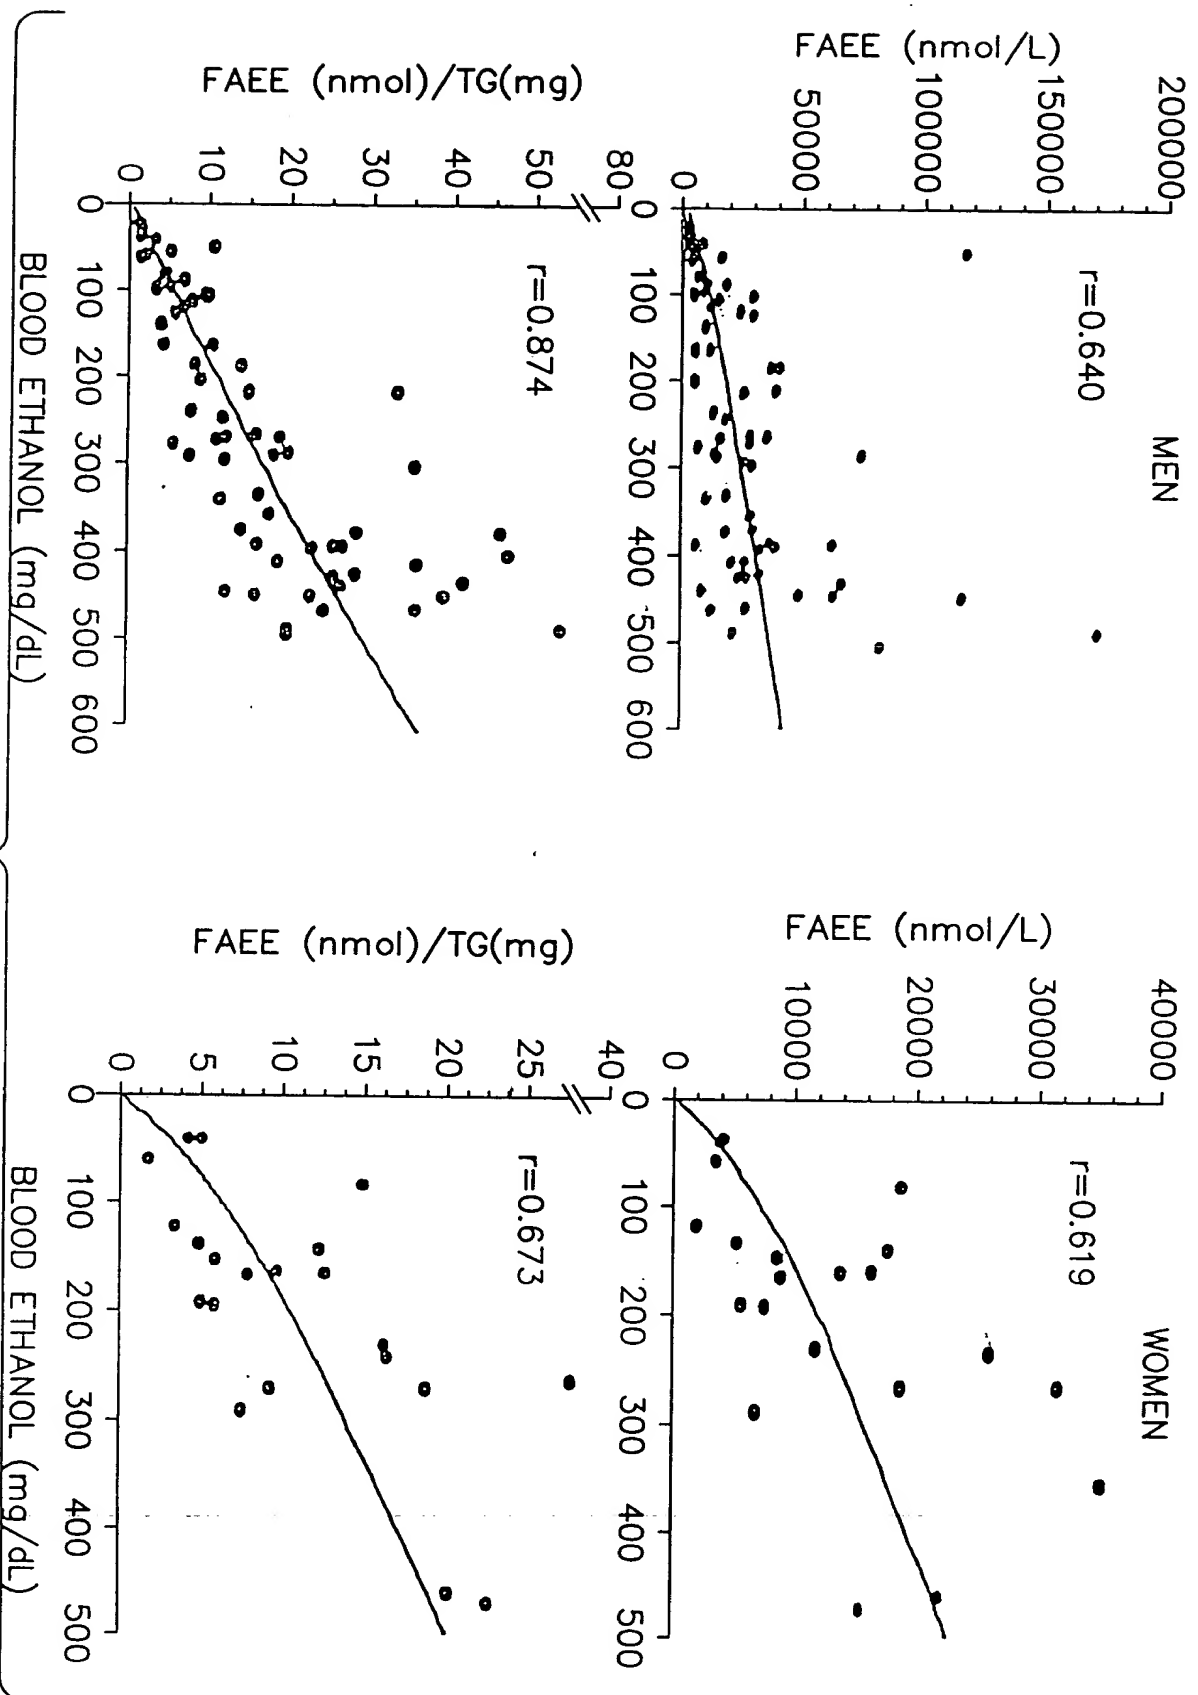 MEN
200000
150000
100000
50000
0
FAEE (nmol/L)
r=0.640
0 100 200 300 400 500 600
WOMEN
40000
30000
20000
10000
0
FAEE (nmol/L)
r=0.619
0 100 200 300 400 500
80
50
40
30
20
10
0
FAEE (nmol)/TG(mg)
r=0.874
0 100 200 300 400 500 600
BLOOD ETHANOL (mg/dL)
40
25
20
15
10
5
0
FAEE (nmol)/TG(mg)
r=0.673
0 100 200 300 400 500
BLOOD ETHANOL (mg/dL)